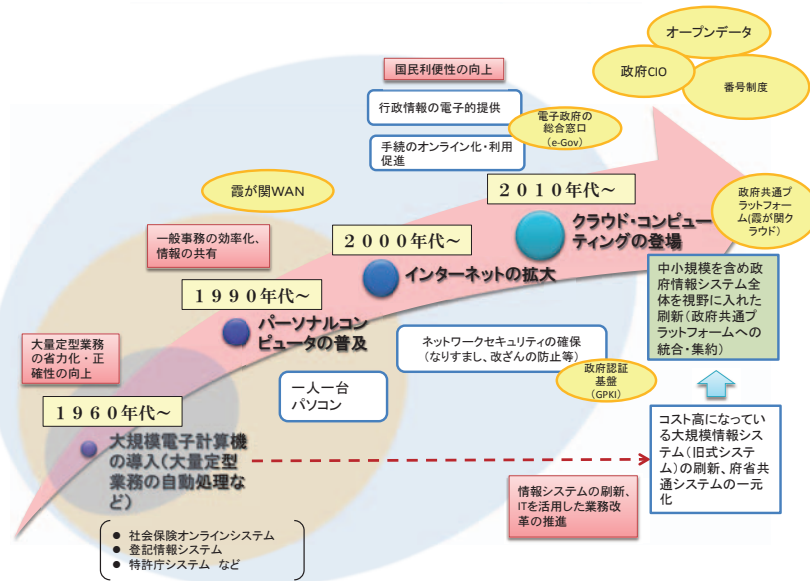 オープンデータ
政府CIO
番号制度
国民利便性の向上
行政情報の電子的提供
電子政府の
総合窓口
(e-Gov)
手続のオンライン化・利用
促進
霞が関WAN
２０１０年代～
クラウド・コンピュー
ティングの登場
政府共通プ
ラットフォー
ム(霞が関ク
ラウド)
一般事務の効率化、
情報の共有
２０００年代～
インターネットの拡大
中小規模を含め政
府情報システム全
体を視野に入れた
刷新(政府共通プ
ラットフォームへの
統合・集約)
１９９０年代～
パーソナルコン
ピュータの普及
ネットワークセキュリティの確保
(なりすまし、改ざんの防止等)
政府認証
基盤
(GPKI)
大量定型業務
の省力化・正
確性の向上
一人一台
パソコン
１９６０年代～
大規模電子計算機
の導入(大量定型
業務の自動処理な
ど)
コスト高になってい
る大規模情報シス
テム(旧式システ
ム)の刷新、府省共
通システムの一元
化
情報システムの刷新、
ITを活用した業務改
革の推進
● 社会保険オンラインシステム
● 登記情報システム
● 特許庁システム など